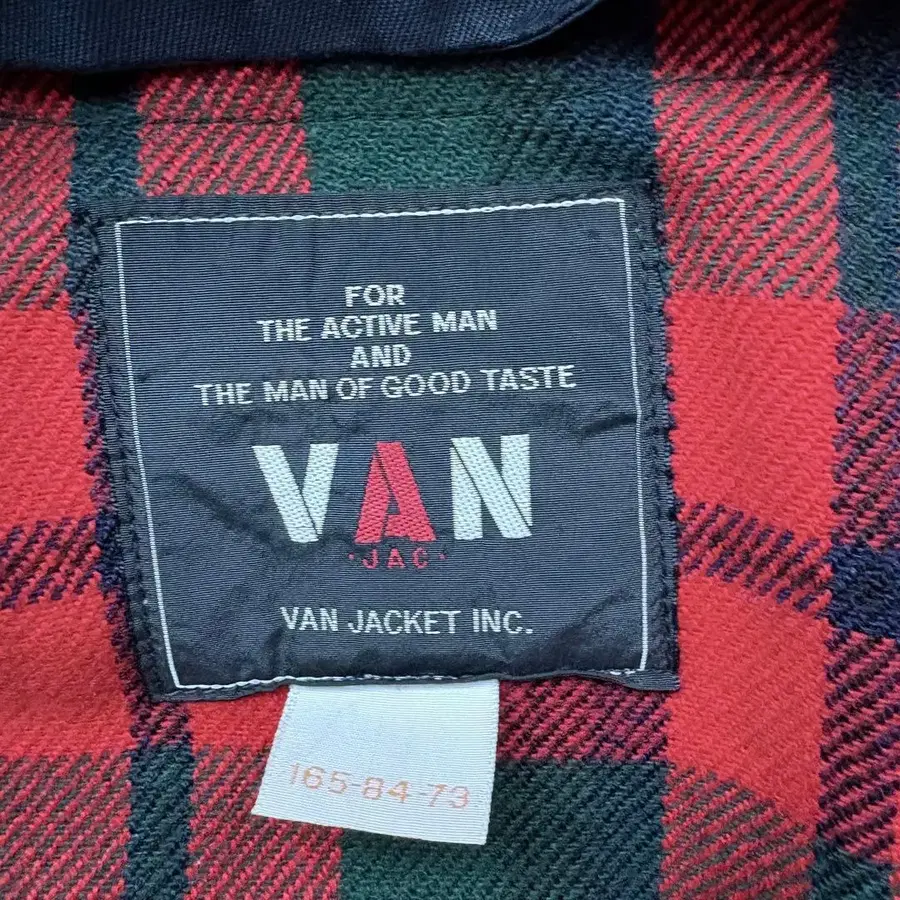 FOR
THE ACTIVE MAN
AND
THE MAN OF GOOD TASTE
VAN
·JAC·
VAN JACKET INC.
165-84-73